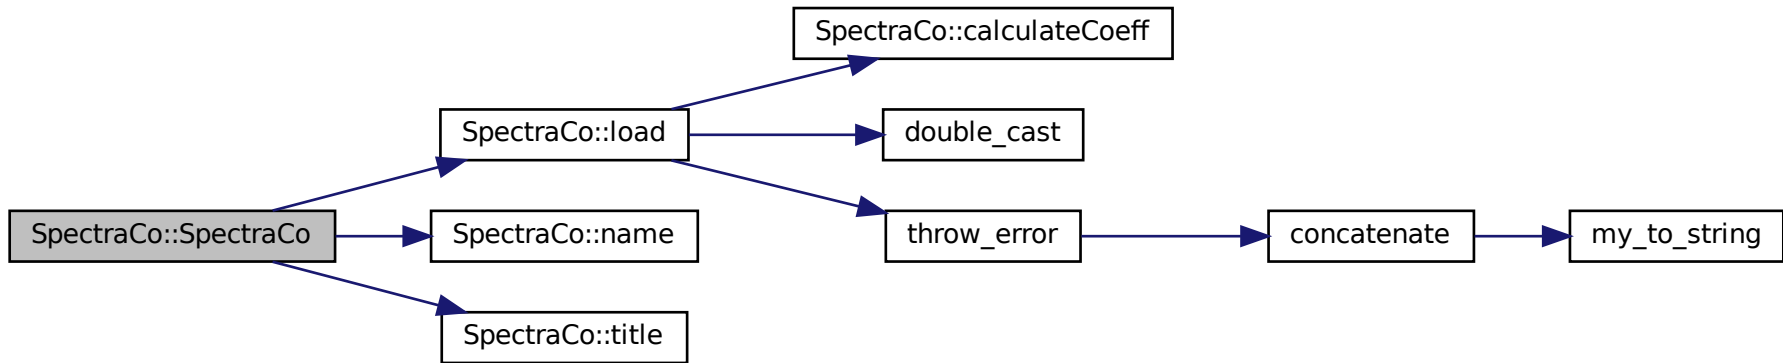 SpectraCo::calculateCoeff
SpectraCo::load
double_cast
SpectraCo::SpectraCo
SpectraCo::name
throw_error
concatenate
my_to_string
SpectraCo::title